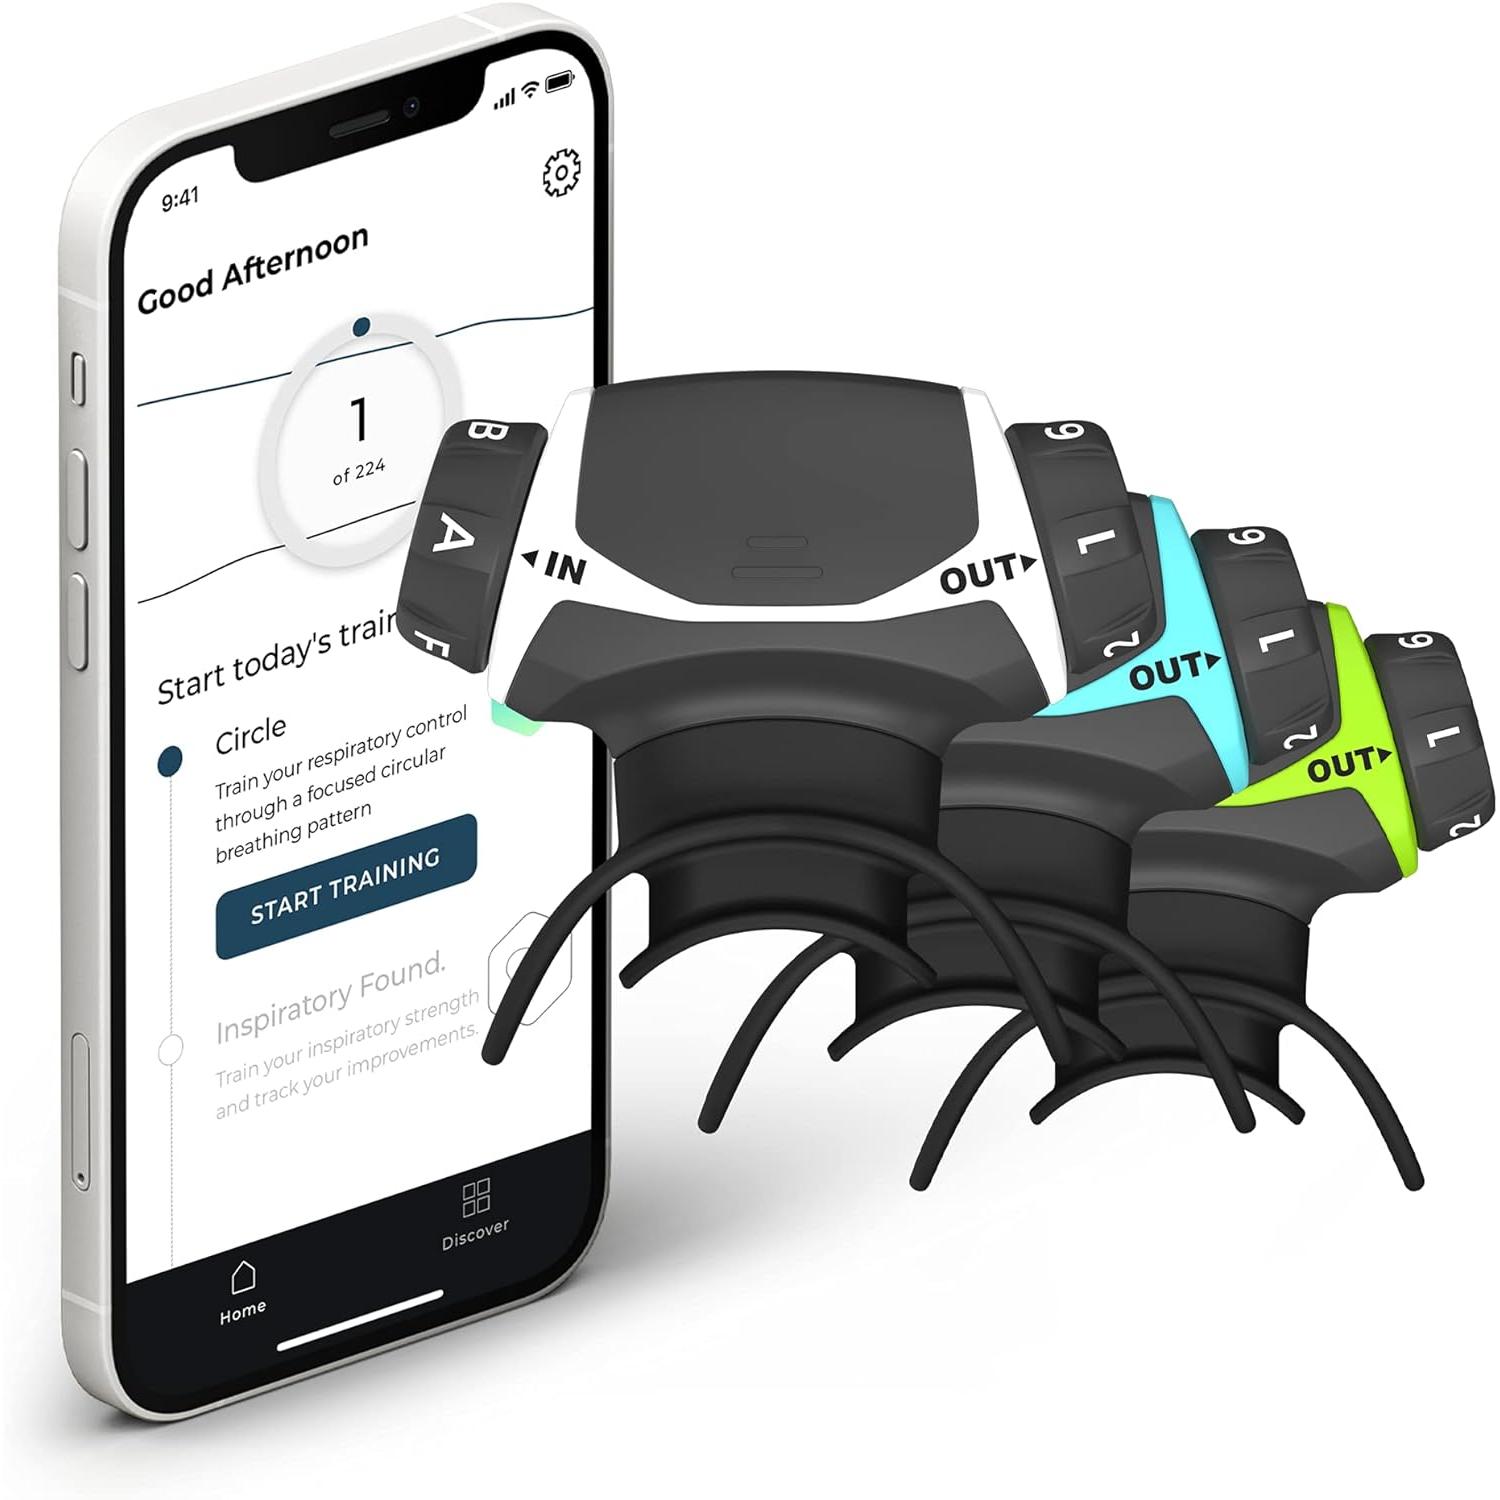 9:41
Good Afternoon
1
of 224
Start today's train
Circle
Train your respiratory control
through a focused circular
breathing pattern
START TRAINING
Inspiratory Found.
Train your inspiratory strength
and track your improvements.
Home
Discover
B
A
F
IN
OUT
6
1
2
OUT
6
1
2
OUT
6
1
2